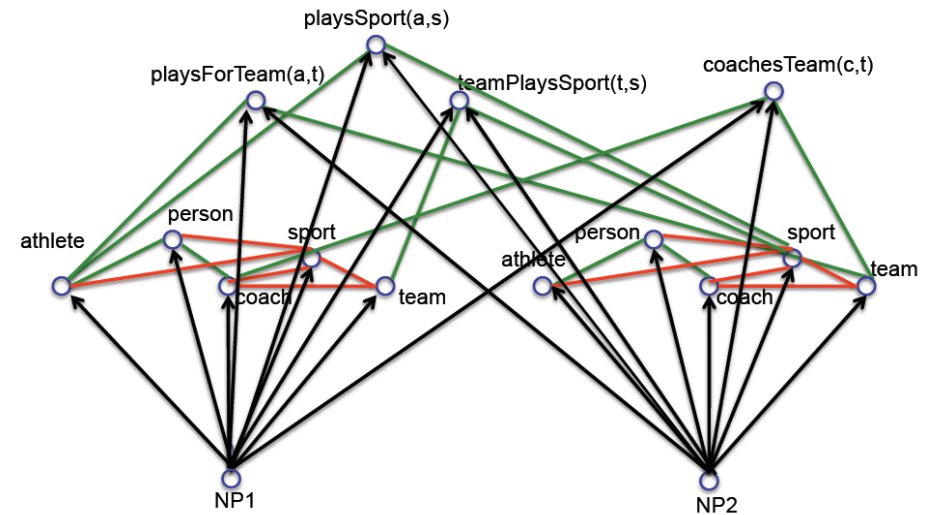 playsSport(a,s)
playsForTeam(a,t)
teamPlaysSport(t,s)
coachesTeam(c,t)
person
sport
athlete
coach
team
person
sport
athlete
coach
team
NP1
NP2